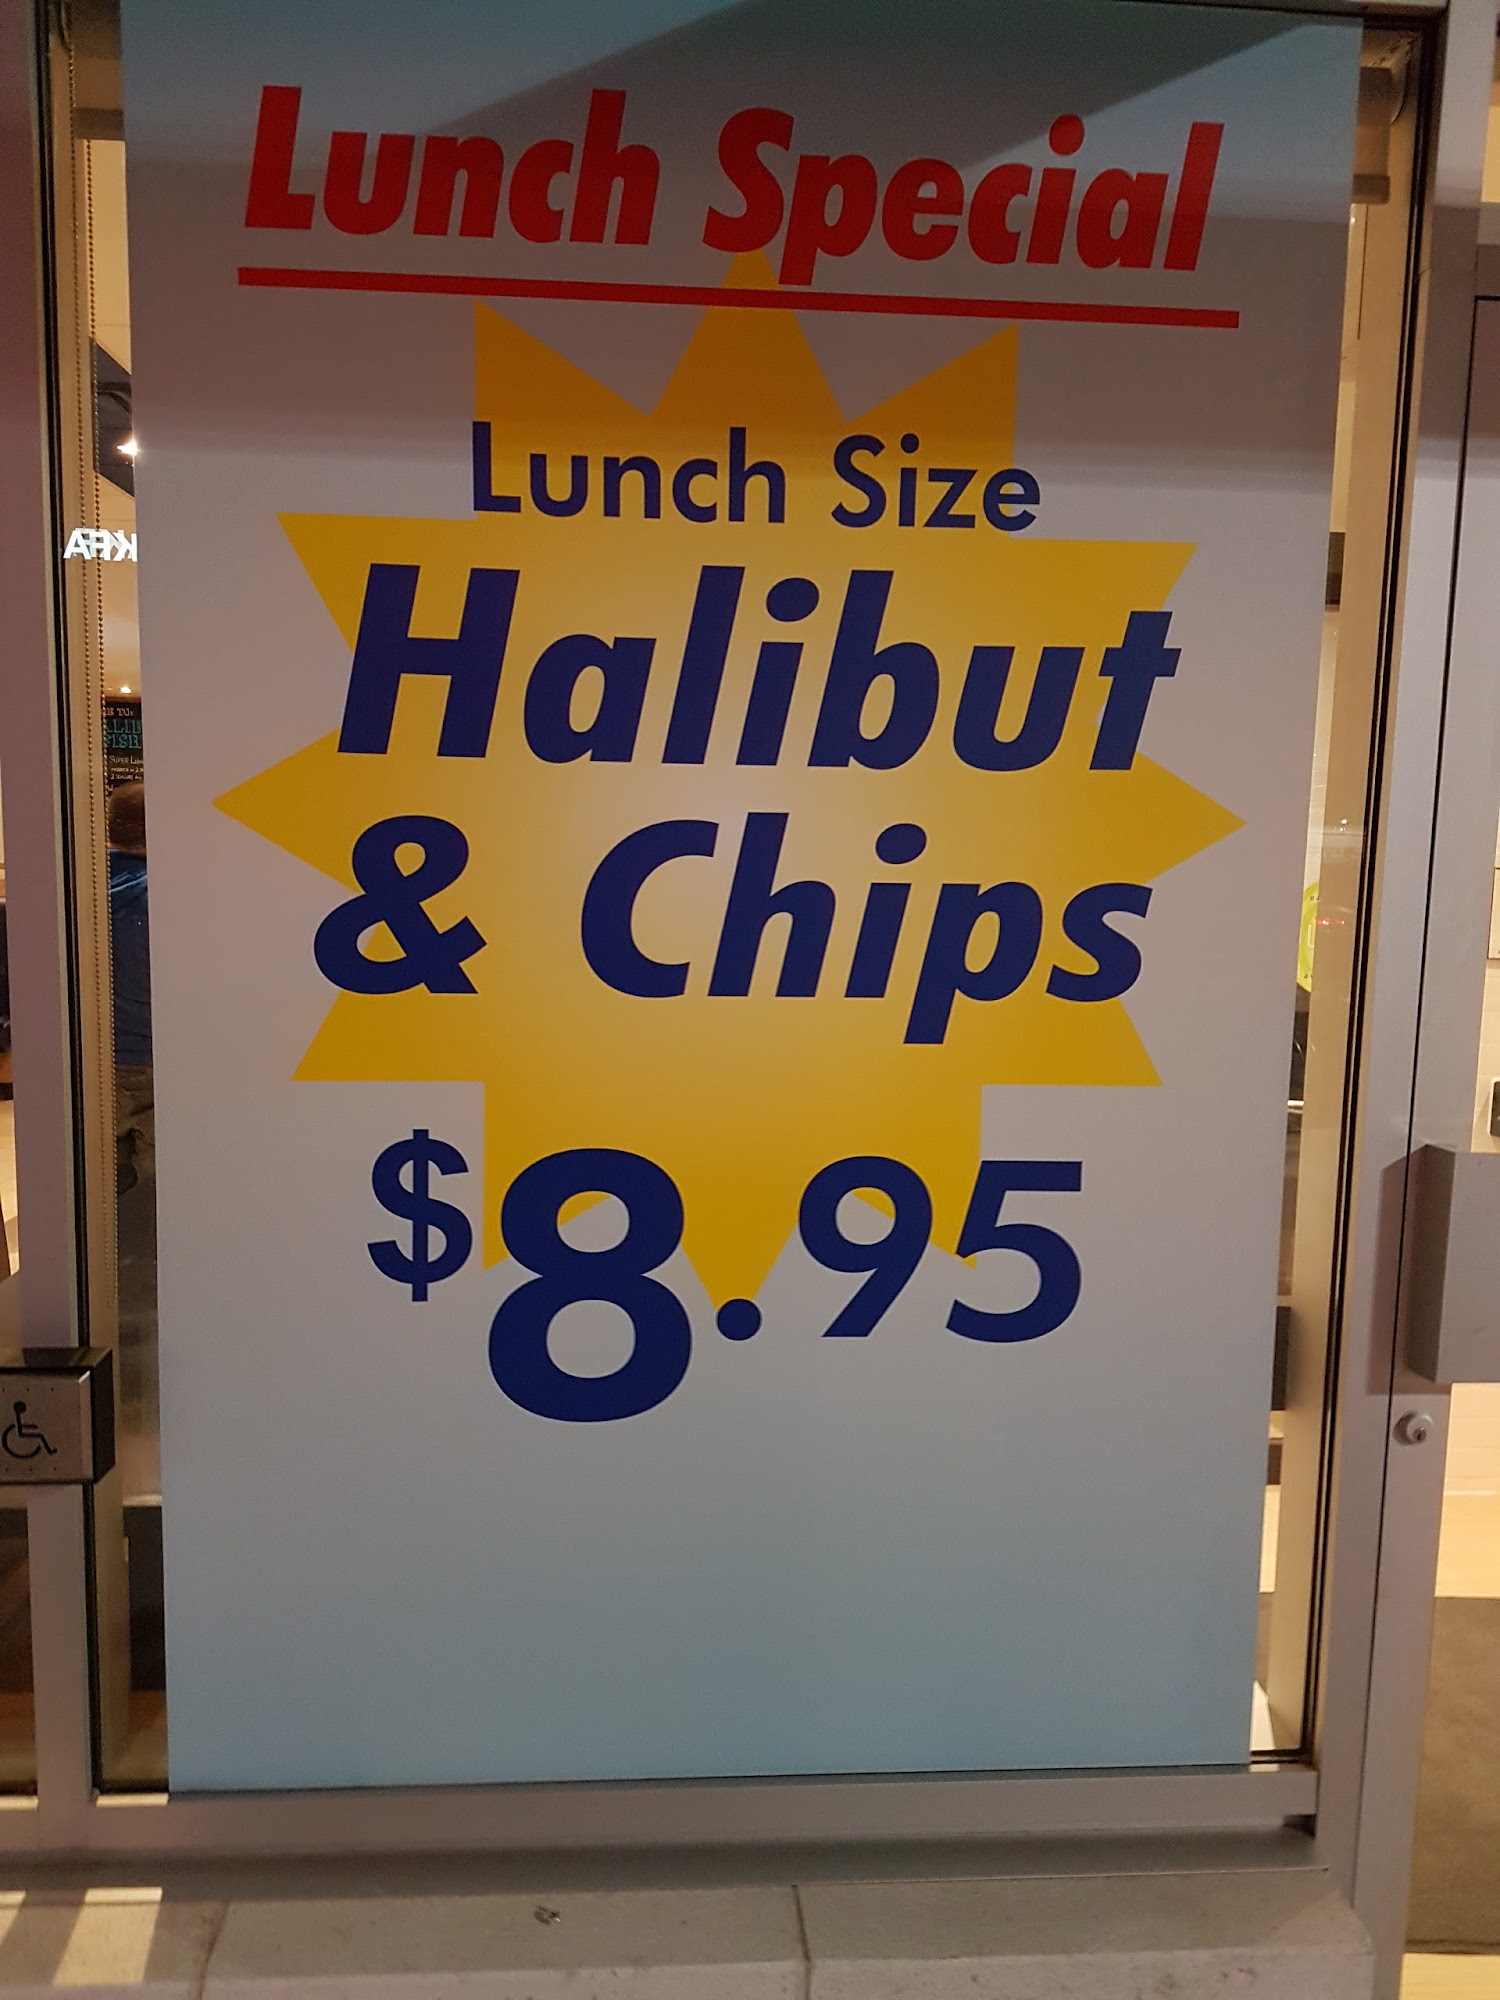 Lunch Special
Lunch Size
Halibut
& Chips
$8.95